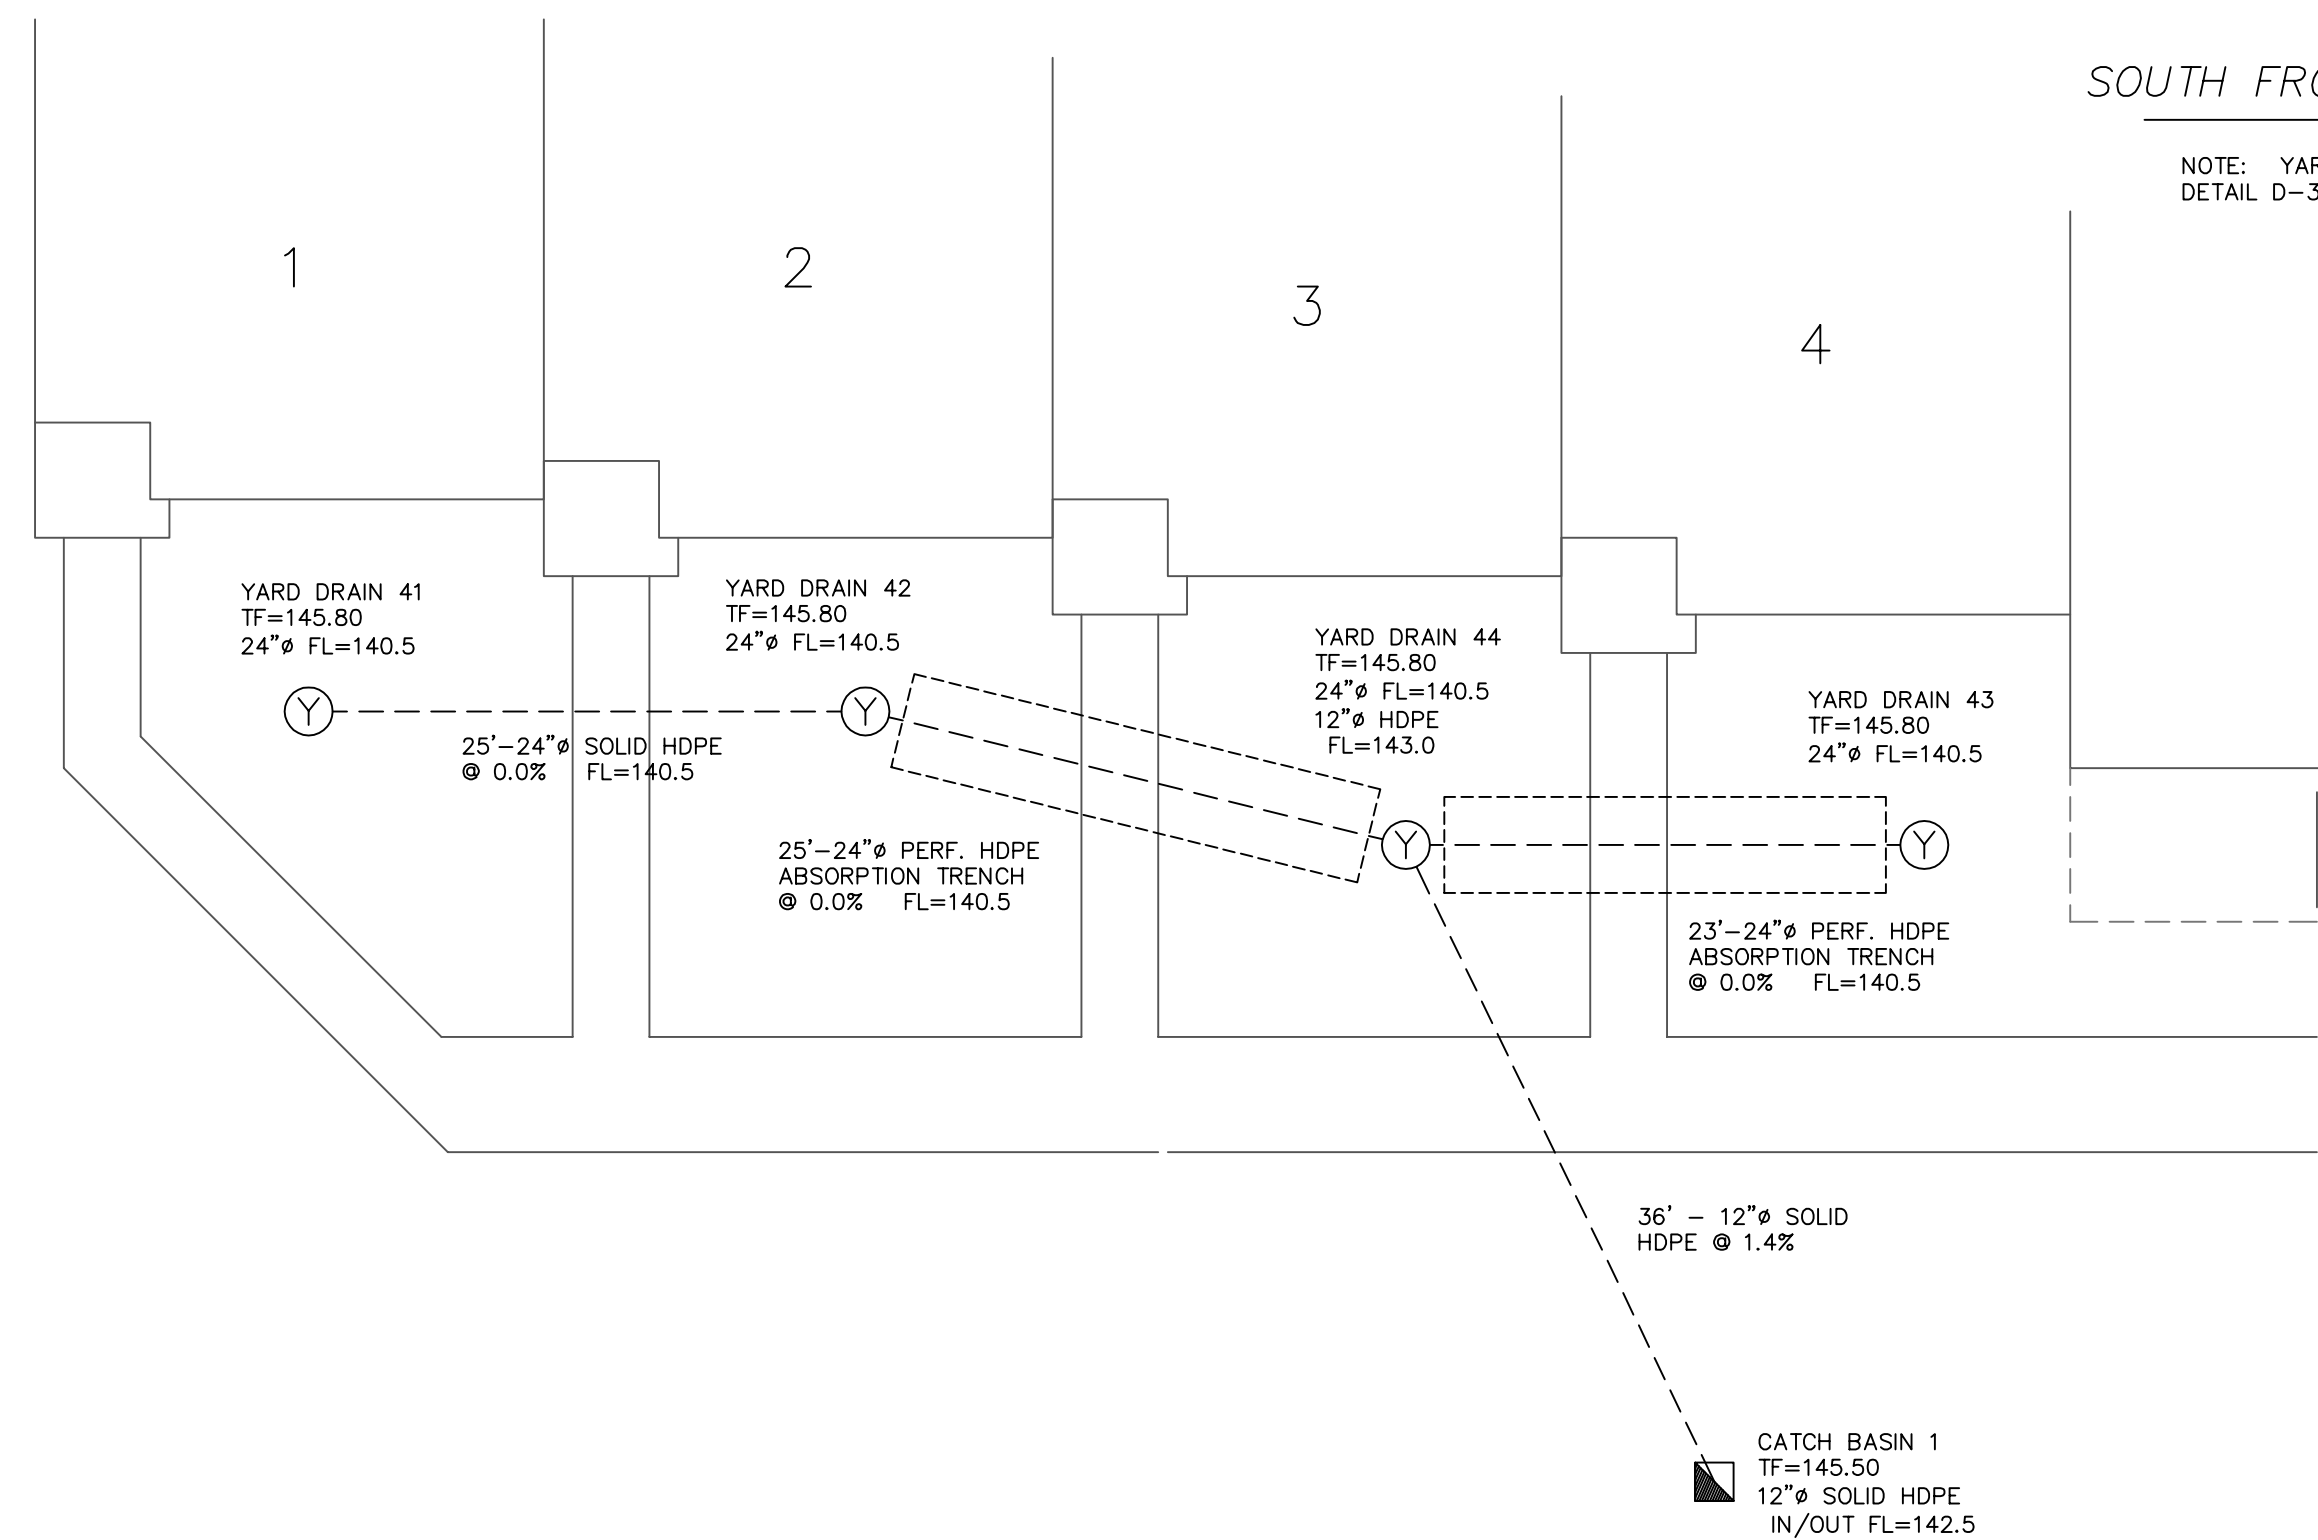 SOUTH FRO
NOTE: YAR
DETAIL D-3
1
2
3
4
YARD DRAIN 41
TF=145.80
24"ø FL=140.5
YARD DRAIN 42
TF=145.80
24"ø FL=140.5
YARD DRAIN 44
TF=145.80
24"ø FL=140.5
12"ø HDPE
FL=143.0
YARD DRAIN 43
TF=145.80
24"ø FL=140.5
Y
Y
Y
Y
25'-24"ø SOLID HDPE
@ 0.0% FL=140.5
25'-24"ø PERF. HDPE
ABSORPTION TRENCH
@ 0.0% FL=140.5
23'-24"ø PERF. HDPE
ABSORPTION TRENCH
@ 0.0% FL=140.5
36' - 12"ø SOLID
HDPE @ 1.4%
CATCH BASIN 1
TF=145.50
12"ø SOLID HDPE
IN/OUT FL=142.5